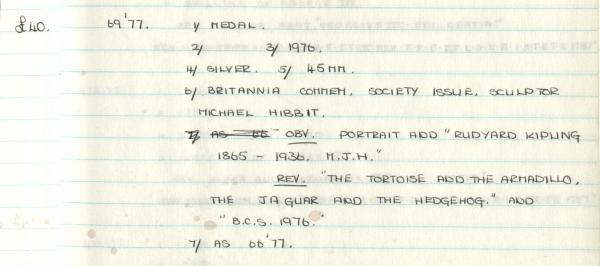 £40. 69'77. 1/ MEDAL.
2/ 3/ 1976.
4/ SILVER. 5/ 45MM.
6/ BRITANNIA COMMEM. SOCIETY ISSUE. SCULPTOR
MICHAEL HIBBIT.
7/ AS 66 OBV. PORTRAIT AND "RUDYARD KIPLING
1865 - 1936. M.J.H."
REV. "THE TORTOISE AND THE ARMADILLO,
THE JAGUAR AND THE HEDGEHOG." AND
"B.C.S. 1976."
7/ AS 66'77.